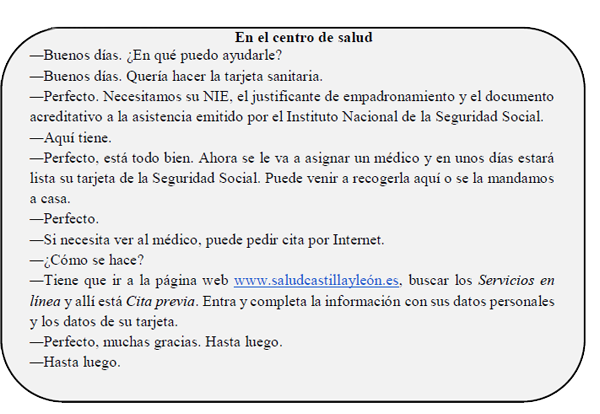 En el centro de salud
—Buenos días. ¿En qué puedo ayudarle?
—Buenos días. Quería hacer la tarjeta sanitaria.
—Perfecto. Necesitamos su NIE, el justificante de empadronamiento y el documento
acreditativo a la asistencia emitido por el Instituto Nacional de la Seguridad Social.
—Aquí tiene.
—Perfecto, está todo bien. Ahora se le va a asignar un médico y en unos días estará
lista su tarjeta de la Seguridad Social. Puede venir a recogerla aquí o se la mandamos
a casa.
—Perfecto.
—Si necesita ver al médico, puede pedir cita por Internet.
—¿Cómo se hace?
—Tiene que ir a la página web www.saludcastillayleón.es, buscar los Servicios en
línea y allí está Cita previa. Entra y completa la información con sus datos personales
y los datos de su tarjeta.
—Perfecto, muchas gracias. Hasta luego.
—Hasta luego.